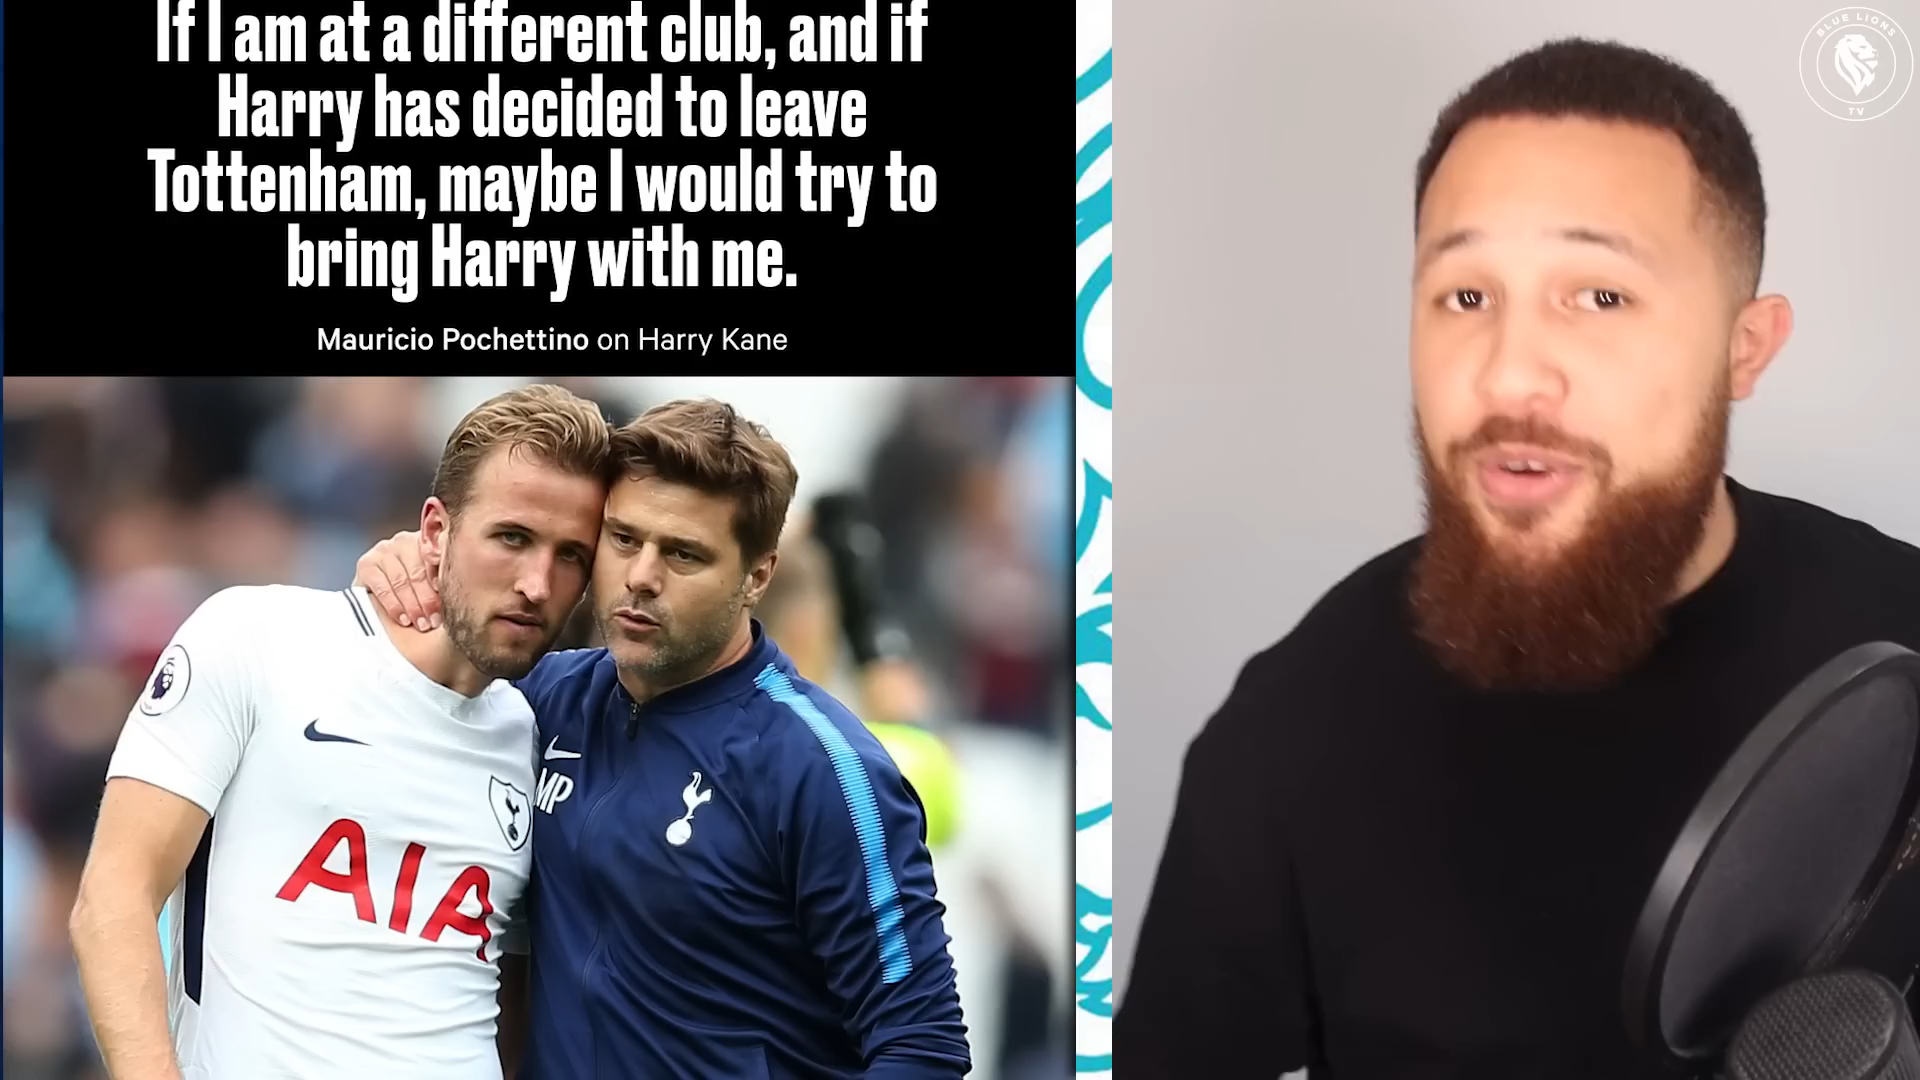 If I am at a different club, and if
Harry has decided to leave
Tottenham, maybe I would try to
bring Harry with me.
Mauricio Pochettino on Harry Kane
MP
AIA
BLUE LIONS
TV